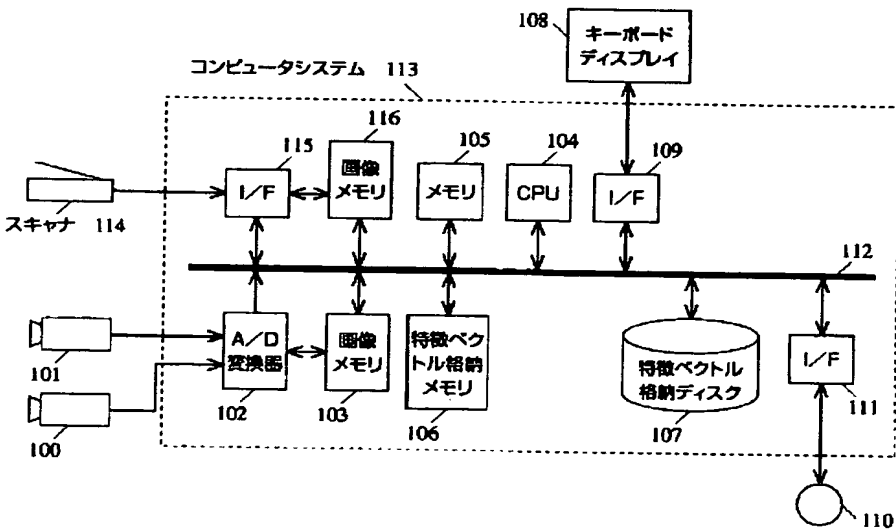 108
キーボード
ディスプレイ
コンピュータシステム 113
116
115
105
104
109
画像
メモリ
I/F
メモリ
CPU
I/F
スキャナ 114
112
A/D
変換器
画像
メモリ
特徴ベク
トル格納
メモリ
特徴ベクトル
格納ディスク
I/F
101
102
103
106
107
111
100
110